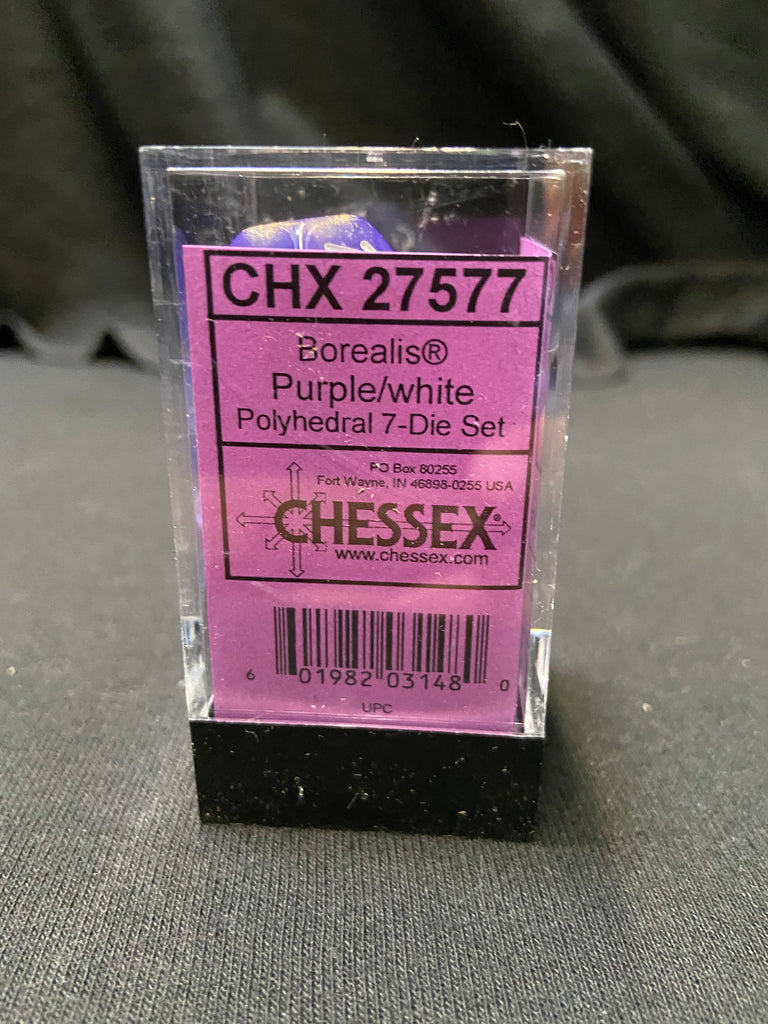 CHX 27577
Borealis®
Purple/white
Polyhedral 7-Die Set
PO Box 80255
Fort Wayne, IN 46898-0255 USA
CHESSEX®
www.chessex.com
6 01982 03148 0
UPC